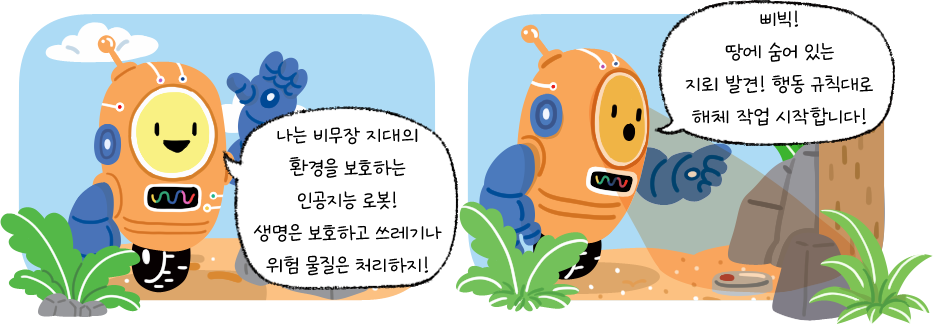 나는 비무장 지대의
환경을 보호하는
인공지능 로봇!
생명은 보호하고 쓰레기나
위험 물질은 처리하지!
삐빅!
땅에 숨어 있는
지뢰 발견! 행동 규칙대로
해체 작업 시작합니다!